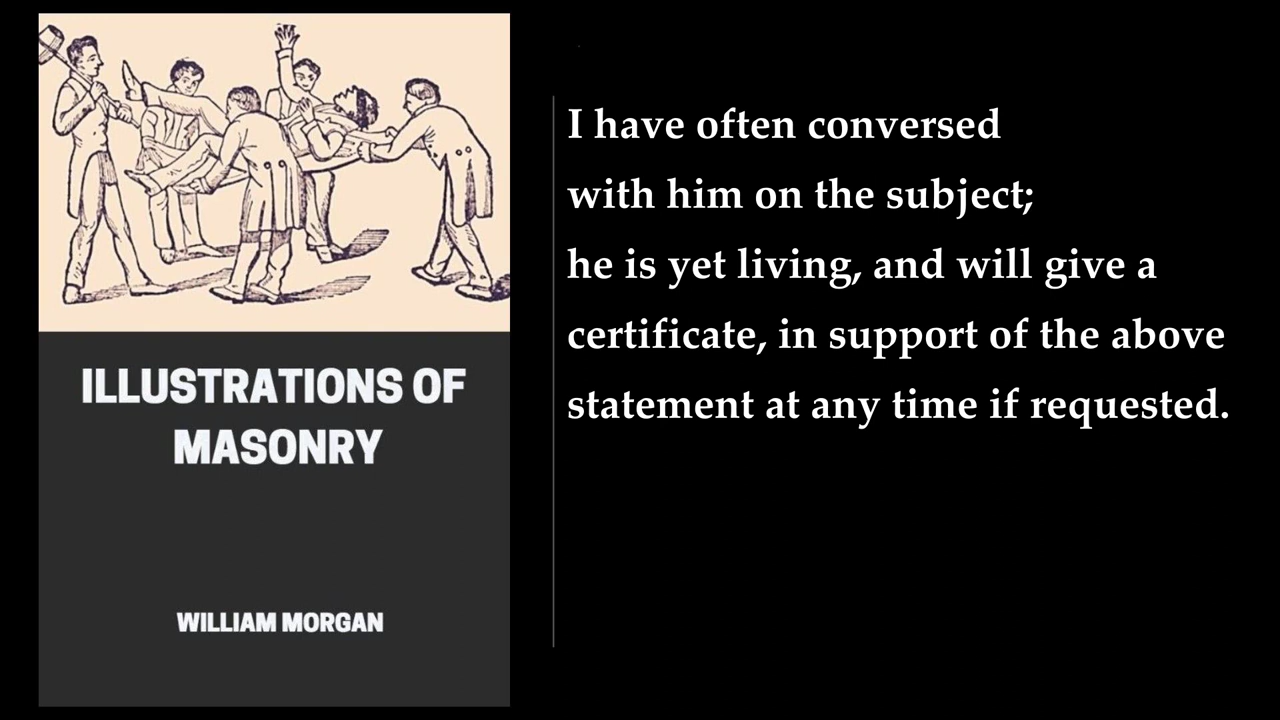 ILLUSTRATIONS OF
MASONRY
WILLIAM MORGAN
I have often conversed
with him on the subject;
he is yet living, and will give a
certificate, in support of the above
statement at any time if requested.